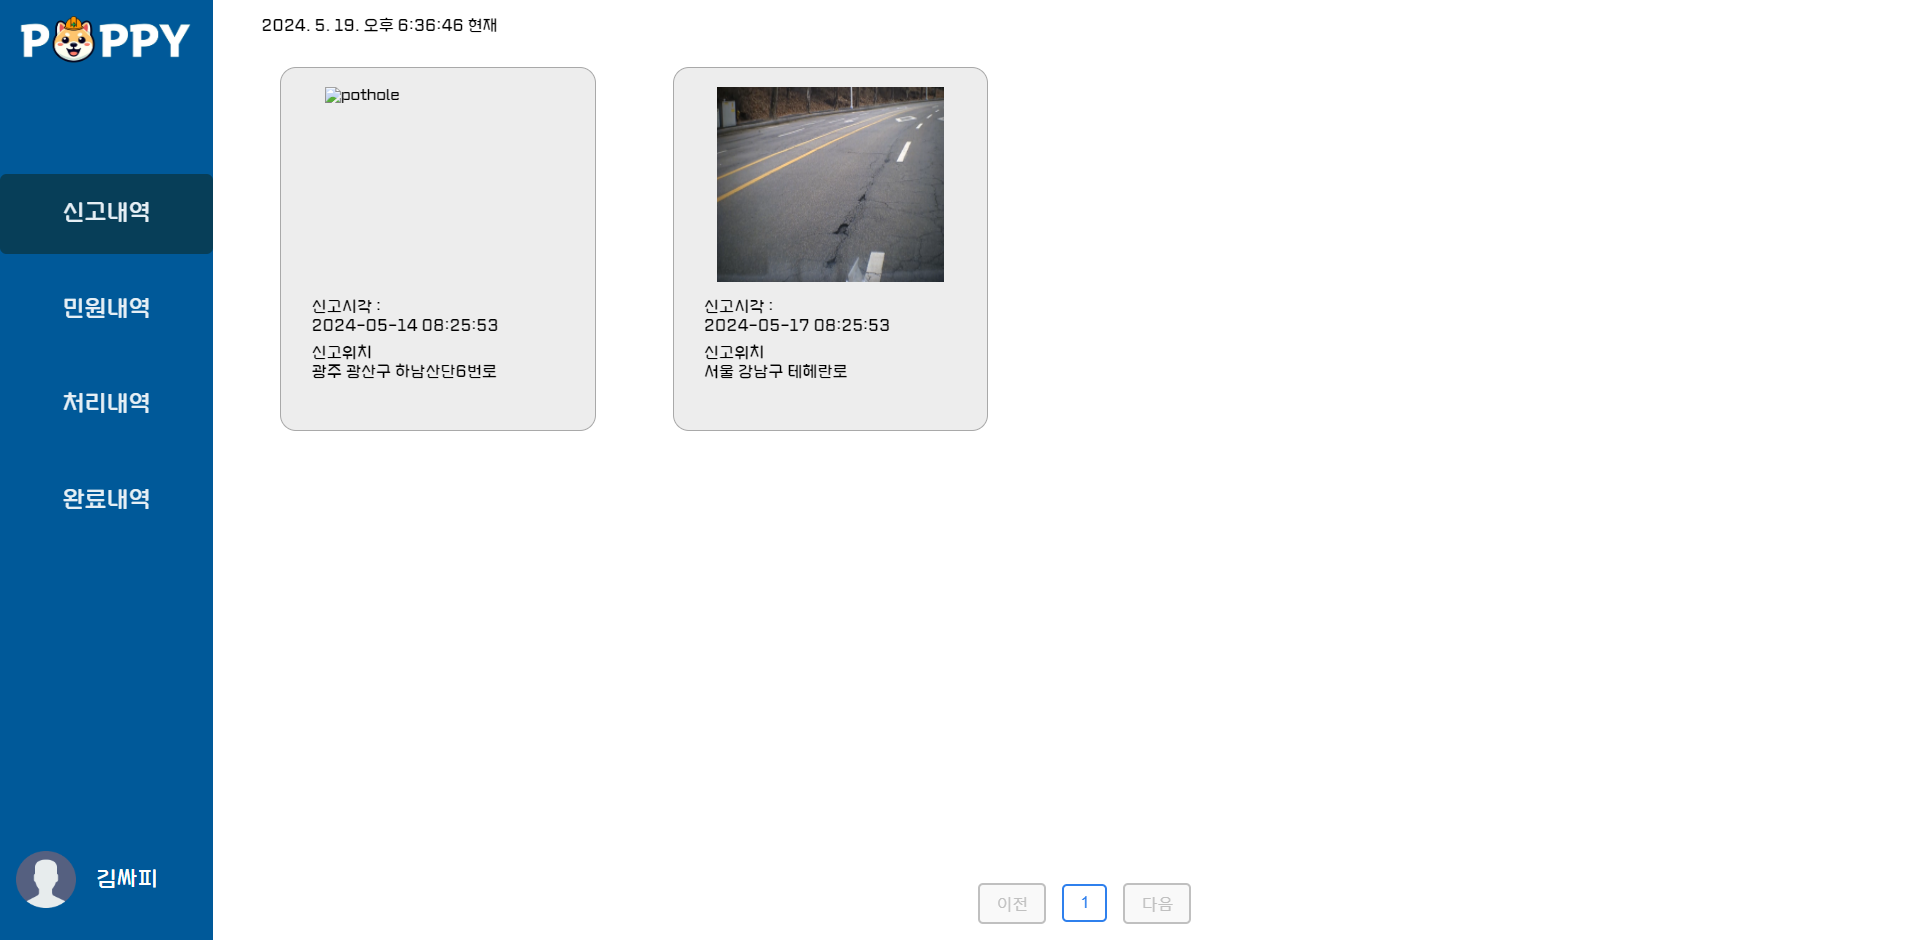 POPPY
신고내역
민원내역
처리내역
완료내역
김싸피
2024. 5. 19. 오후 6:36:46 현재
pothole
신고시각 :
2024-05-14 08:25:53
신고위치
광주 광산구 하남산단6번로
신고시각 :
2024-05-17 08:25:53
신고위치
서울 강남구 테헤란로
이전
1
다음